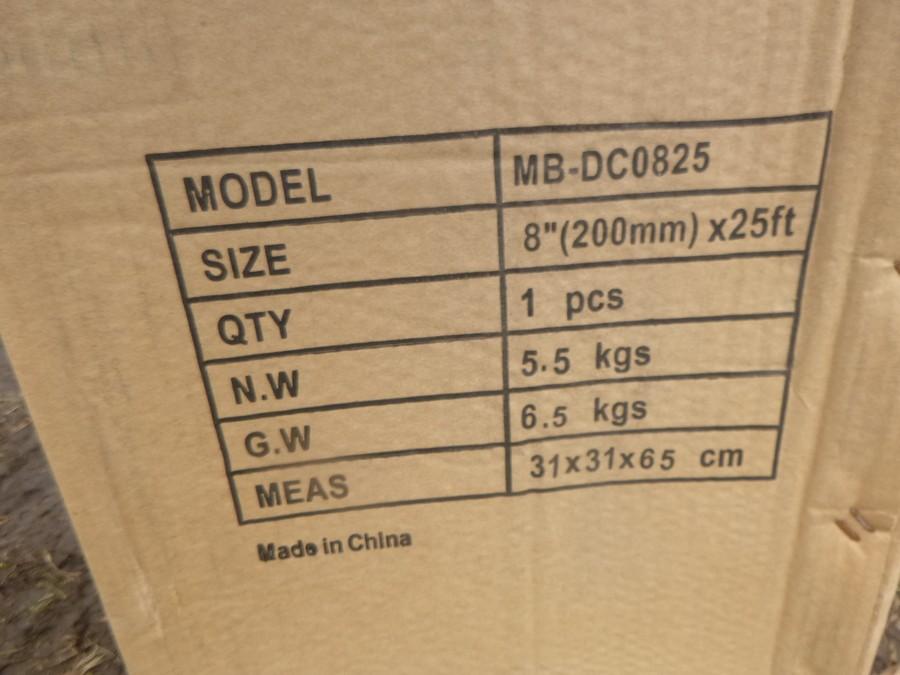 MODEL MB-DC0825
SIZE 8"(200mm) x25ft
QTY 1 pcs
N.W 5.5 kgs
G.W 6.5 kgs
MEAS 31x31x65 cm
Made in China